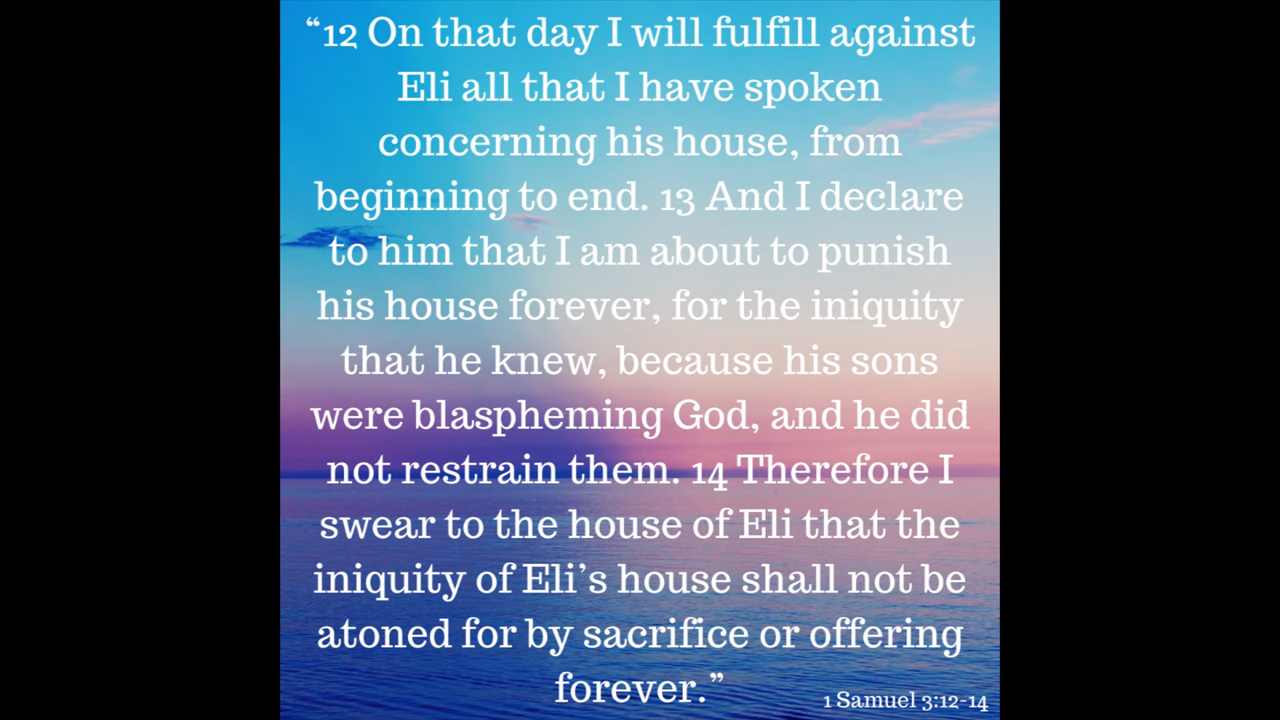 “12 On that day I will fulfill against
Eli all that I have spoken
concerning his house, from
beginning to end. 13 And I declare
to him that I am about to punish
his house forever, for the iniquity
that he knew, because his sons
were blaspheming God, and he did
not restrain them. 14 Therefore I
swear to the house of Eli that the
iniquity of Eli’s house shall not be
atoned for by sacrifice or offering
forever.”
1 Samuel 3:12-14